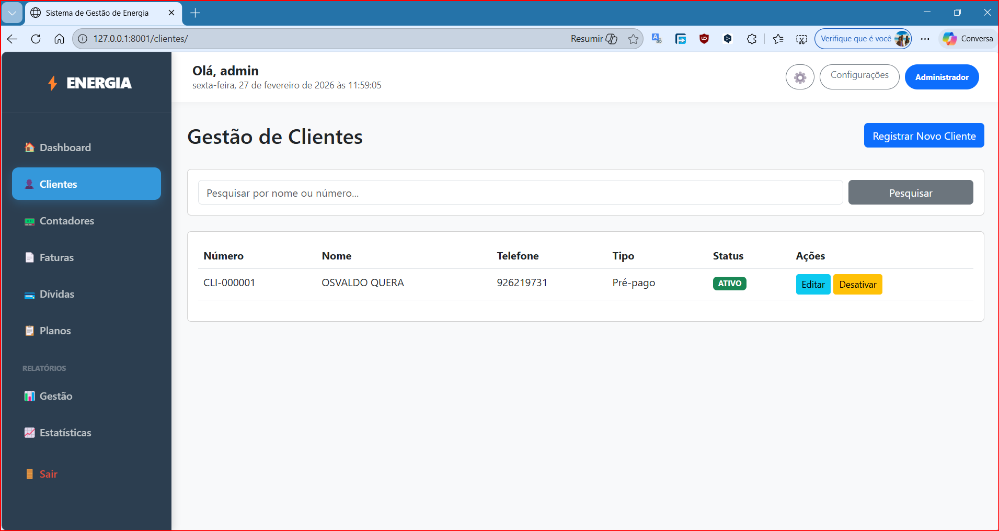 Sistema de Gestão de Energia
127.0.0.1:8001/clientes/
Resumir
Verifique que é você
Conversa
ENERGIA
Olá, admin
sexta-feira, 27 de fevereiro de 2026 às 11:59:05
Configurações
Administrador
Dashboard
Clientes
Contadores
Faturas
Dívidas
Planos
RELATÓRIOS
Gestão
Estatísticas
Sair
Gestão de Clientes
Registrar Novo Cliente
Pesquisar por nome ou número...
Pesquisar
Número Nome Telefone Tipo Status Ações
CLI-000001 OSVALDO QUERA 926219731 Pré-pago ATIVO Editar Desativar